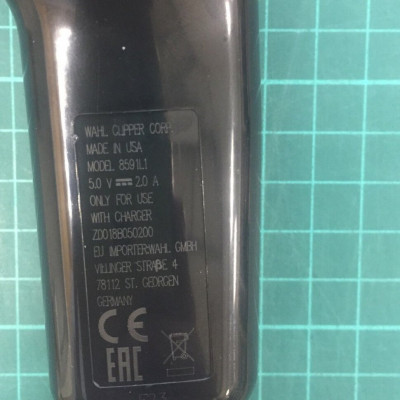 WAHL CLIPPER CORP.
MADE IN USA
MODEL 8591L1
5.0 V ⎓ 2.0 A
ONLY FOR USE
WITH CHARGER
ZD018B050200
EU IMPORTER:WAHL GMBH
VILLINGER STRAßE 4
78112 ST. GEORGEN
GERMANY
CE
EAC